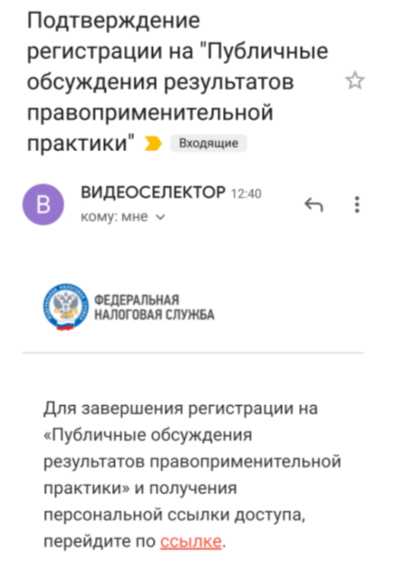 Подтверждение
регистрации на "Публичные
обсуждения результатов
правоприменительной
практики" Входящие
В
ВИДЕОСЕЛЕКТОР 12:40
кому: мне
ФЕДЕРАЛЬНАЯ
НАЛОГОВАЯ СЛУЖБА
Для завершения регистрации на
«Публичные обсуждения
результатов правоприменительной
практики» и получения
персональной ссылки доступа,
перейдите по ссылке.